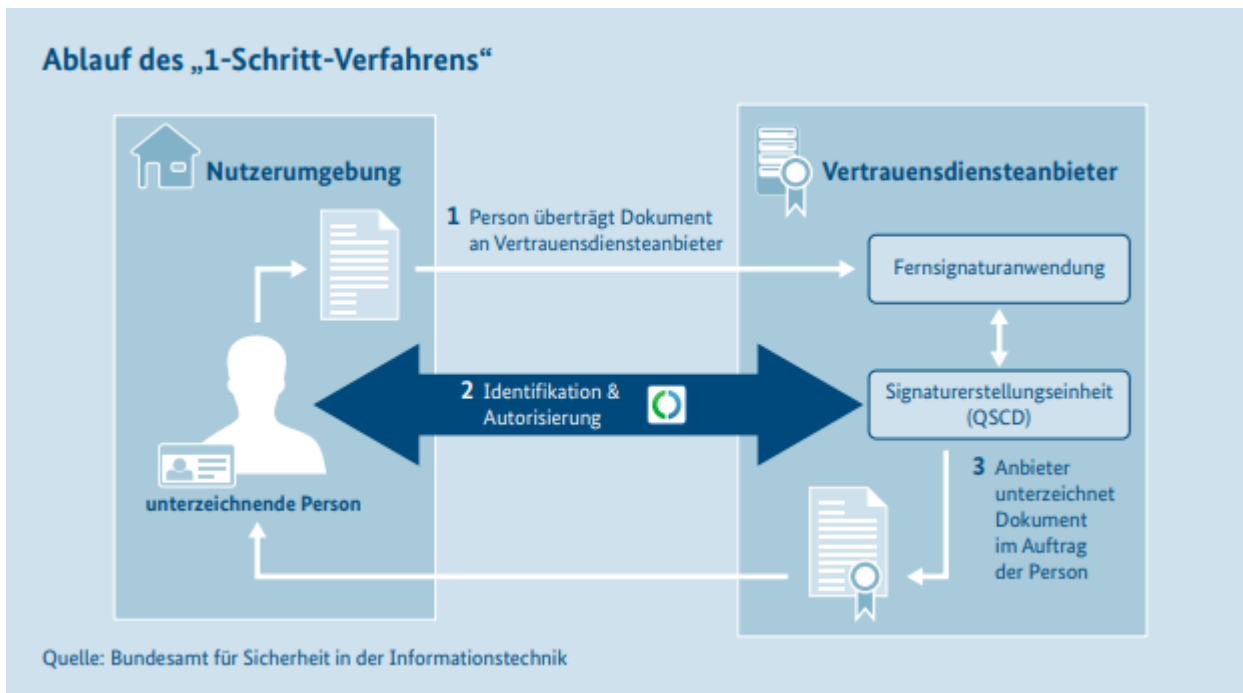 Ablauf des „1-Schritt-Verfahrens“
Nutzerumgebung
Vertrauensdiensteanbieter
1 Person überträgt Dokument
an Vertrauensdiensteanbieter
Fernsignaturanwendung
2 Identifikation &
Autorisierung
Signaturerstellungseinheit
(QSCD)
unterzeichnende Person
3 Anbieter
unterzeichnet
Dokument
im Auftrag
der Person
Quelle: Bundesamt für Sicherheit in der Informationstechnik